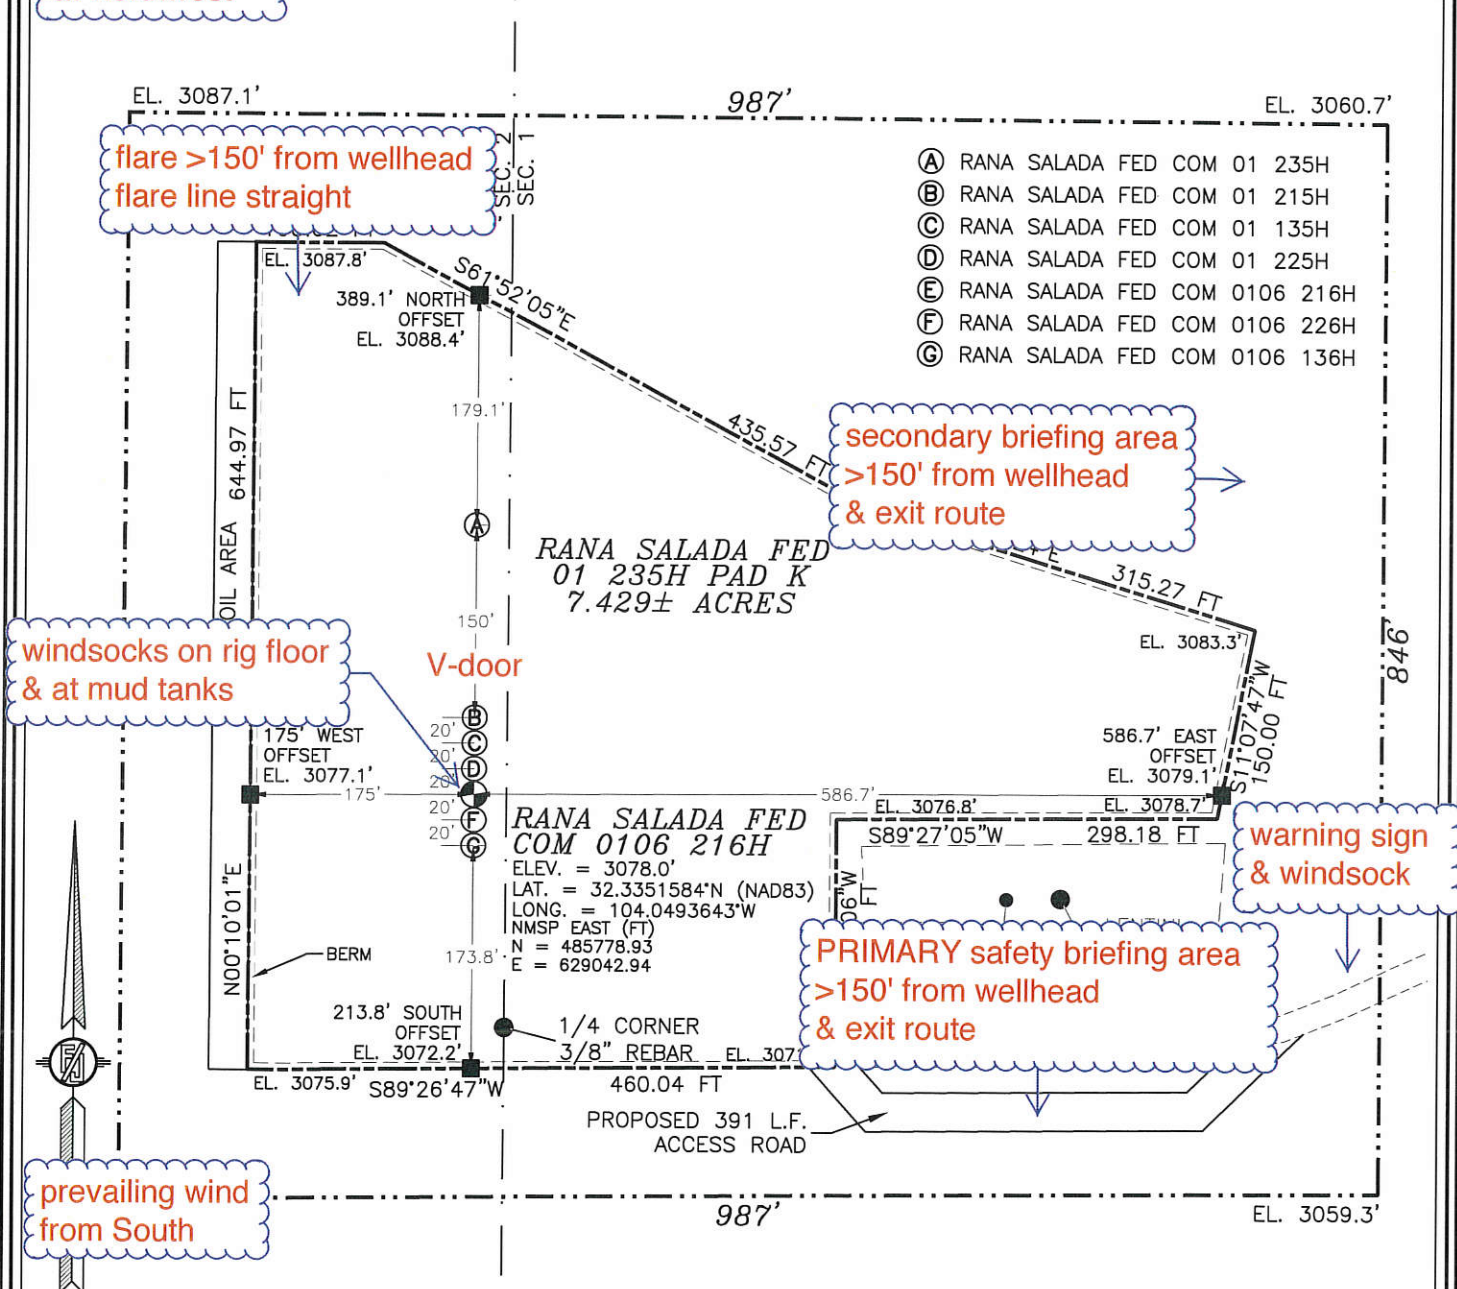 EL. 3087.1'
987'
EL. 3060.7'
flare >150' from wellhead
flare line straight
SEC. 2
SEC. 1
Ⓐ RANA SALADA FED COM 01 235H
Ⓑ RANA SALADA FED COM 01 215H
Ⓒ RANA SALADA FED COM 01 135H
Ⓓ RANA SALADA FED COM 01 225H
Ⓔ RANA SALADA FED COM 0106 216H
Ⓕ RANA SALADA FED COM 0106 226H
Ⓖ RANA SALADA FED COM 0106 136H
EL. 3087.8'
S61°52'05"E
389.1' NORTH
OFFSET
EL. 3088.4'
179.1'
435.57 FT
secondary briefing area
>150' from wellhead
& exit route
OIL AREA 644.97 FT
A
RANA SALADA FED
01 235H PAD K
7.429± ACRES
315.27 FT
150'
EL. 3083.3'
846'
windsocks on rig floor
& at mud tanks
V-door
S11°07'47"W
150.00 FT
B
20'
C
20'
D
20'
20'
F
20'
G
175' WEST
OFFSET
EL. 3077.1'
175'
586.7'
586.7' EAST
OFFSET
EL. 3079.1'
EL. 3076.8'
EL. 3078.7'
S89°27'05"W
298.18 FT
RANA SALADA FED
COM 0106 216H
ELEV. = 3078.0'
LAT. = 32.3351584°N (NAD83)
LONG. = 104.0493643°W
NMSP EAST (FT)
N = 485778.93
E = 629042.94
06"W
FT
warning sign
& windsock
N00°10'01"E
BERM
173.8'
PRIMARY safety briefing area
>150' from wellhead
& exit route
213.8' SOUTH
OFFSET
EL. 3072.2'
1/4 CORNER
3/8" REBAR
EL. 307
EL. 3075.9'
S89°26'47"W
460.04 FT
PROPOSED 391 L.F.
ACCESS ROAD
prevailing wind
from South
987'
EL. 3059.3'